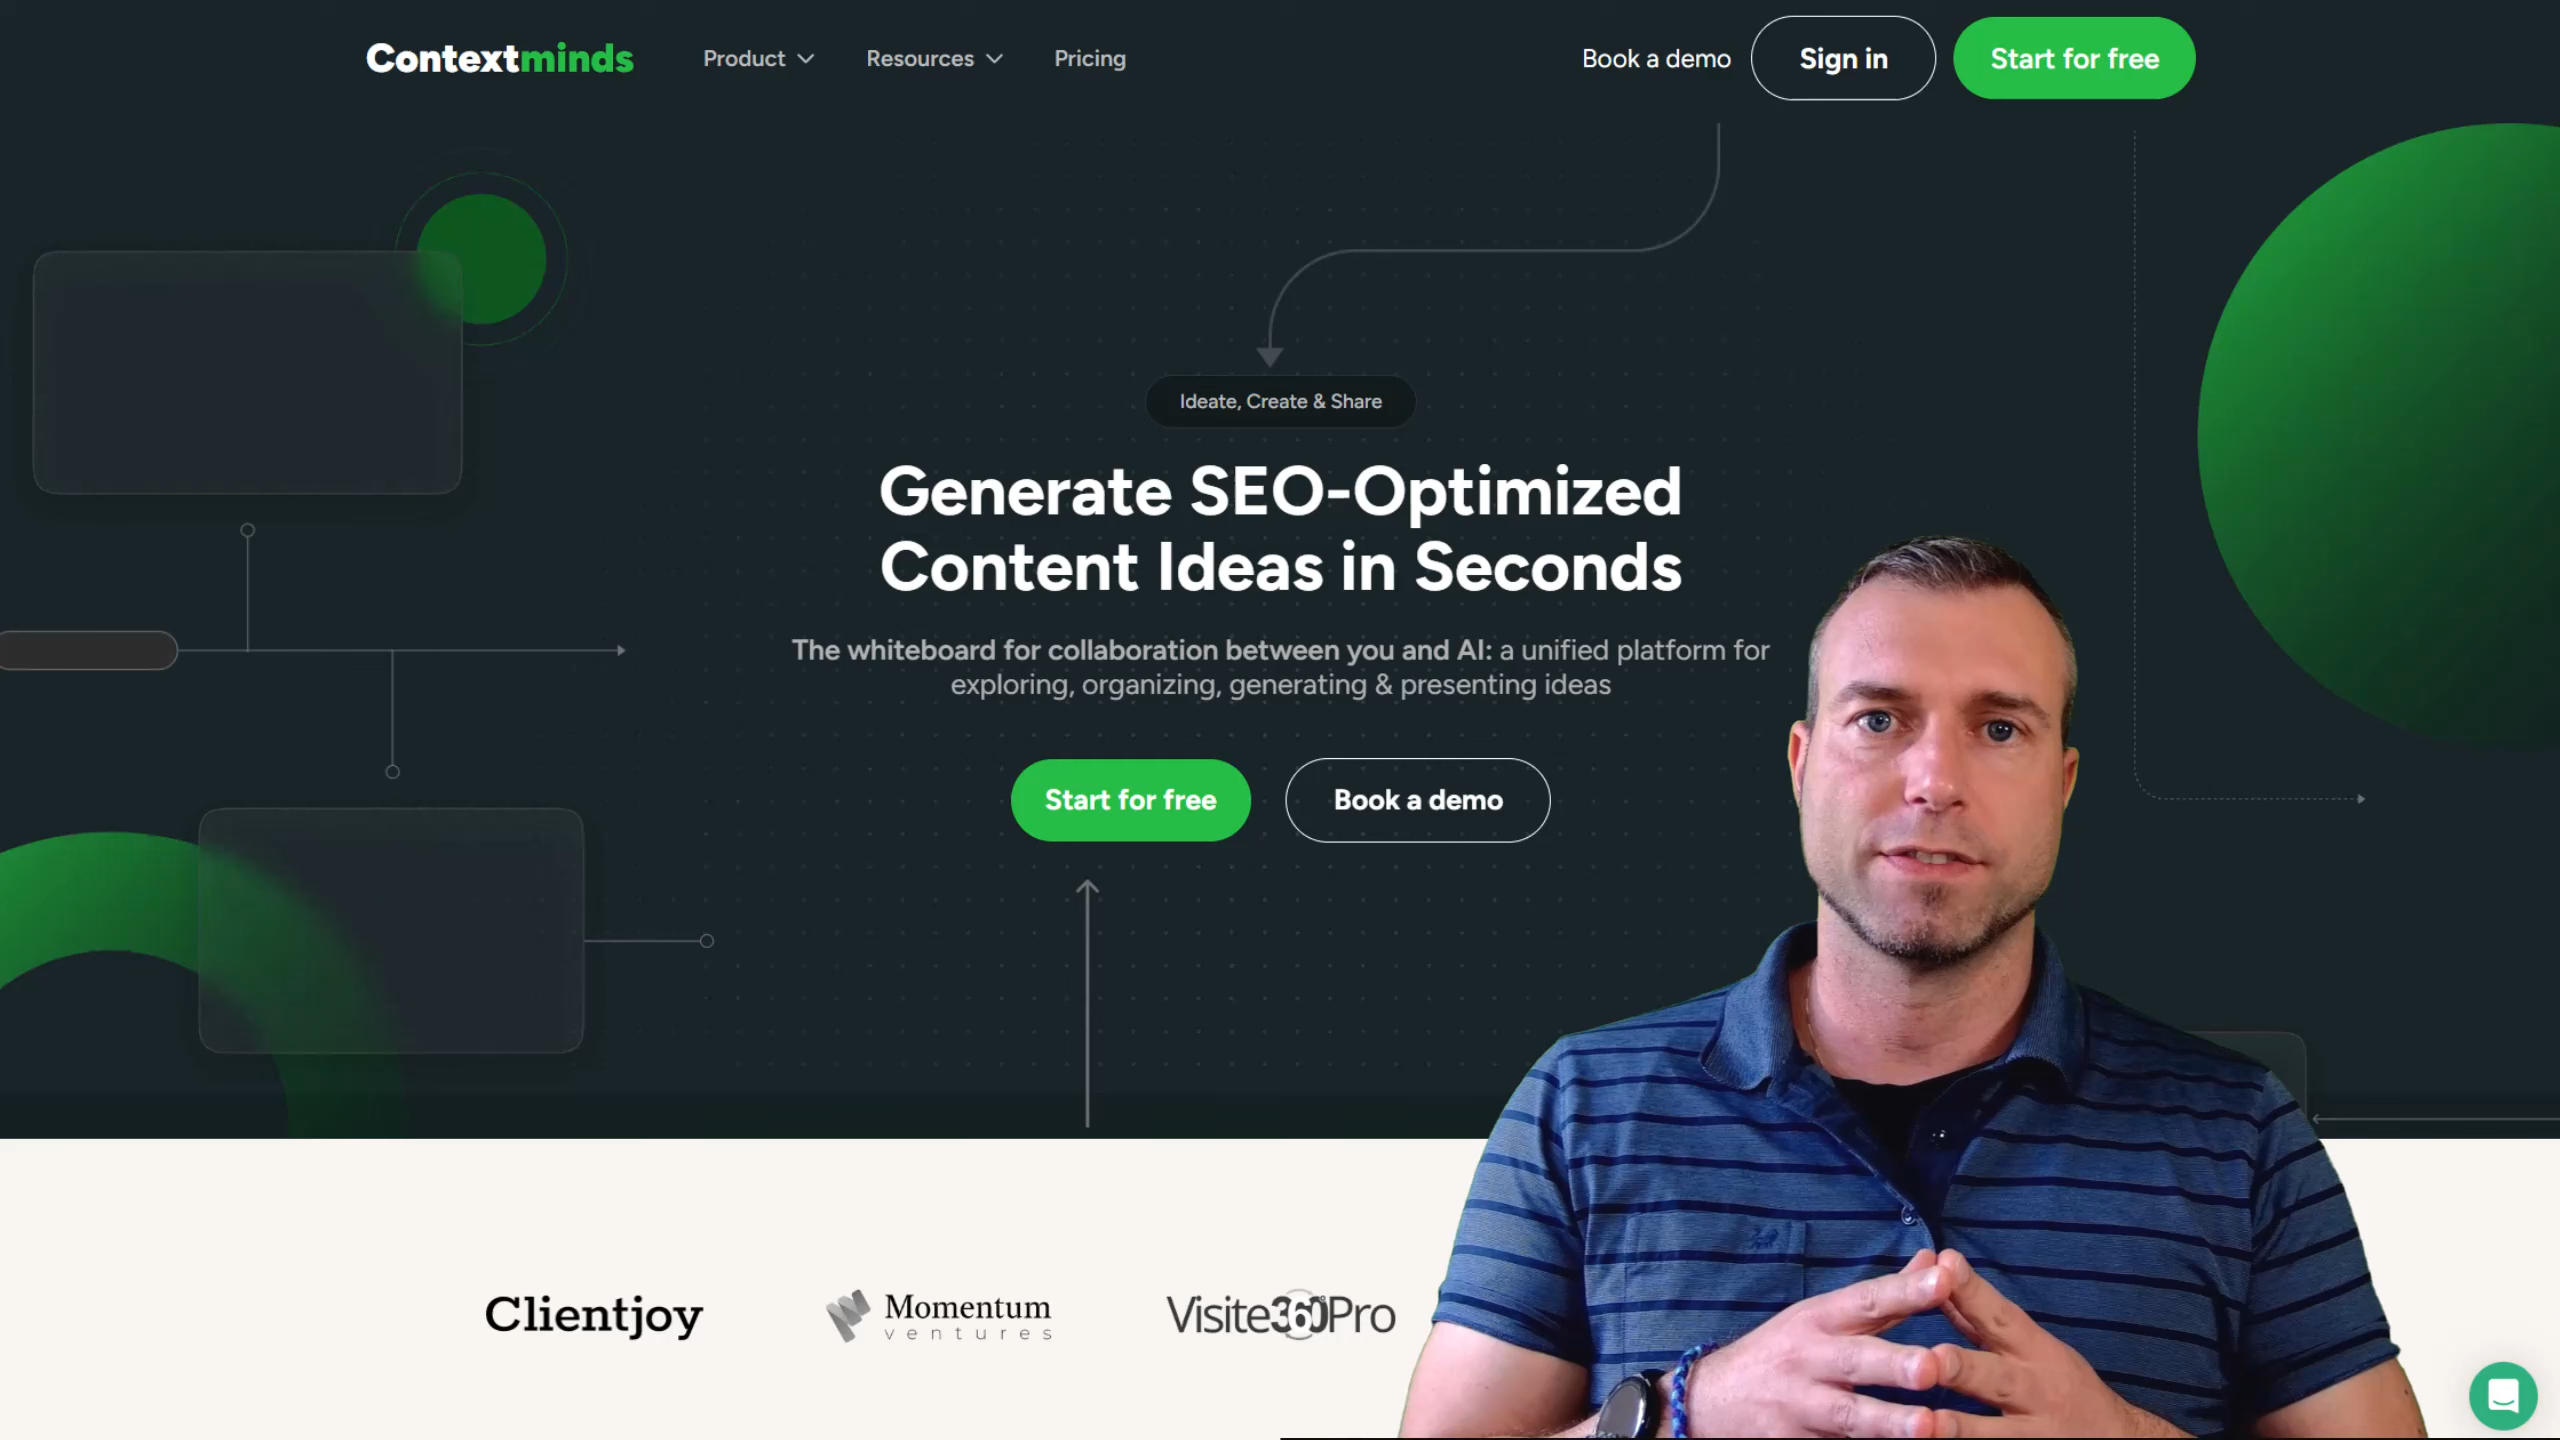 Contextminds
Product
Resources
Pricing
Book a demo
Sign in
Start for free
Ideate, Create & Share
Generate SEO-Optimized
Content Ideas in Seconds
The whiteboard for collaboration between you and AI: a unified platform for
exploring, organizing, generating & presenting ideas
Start for free
Book a demo
Clientjoy
Momentum
ventures
Visite360°Pro